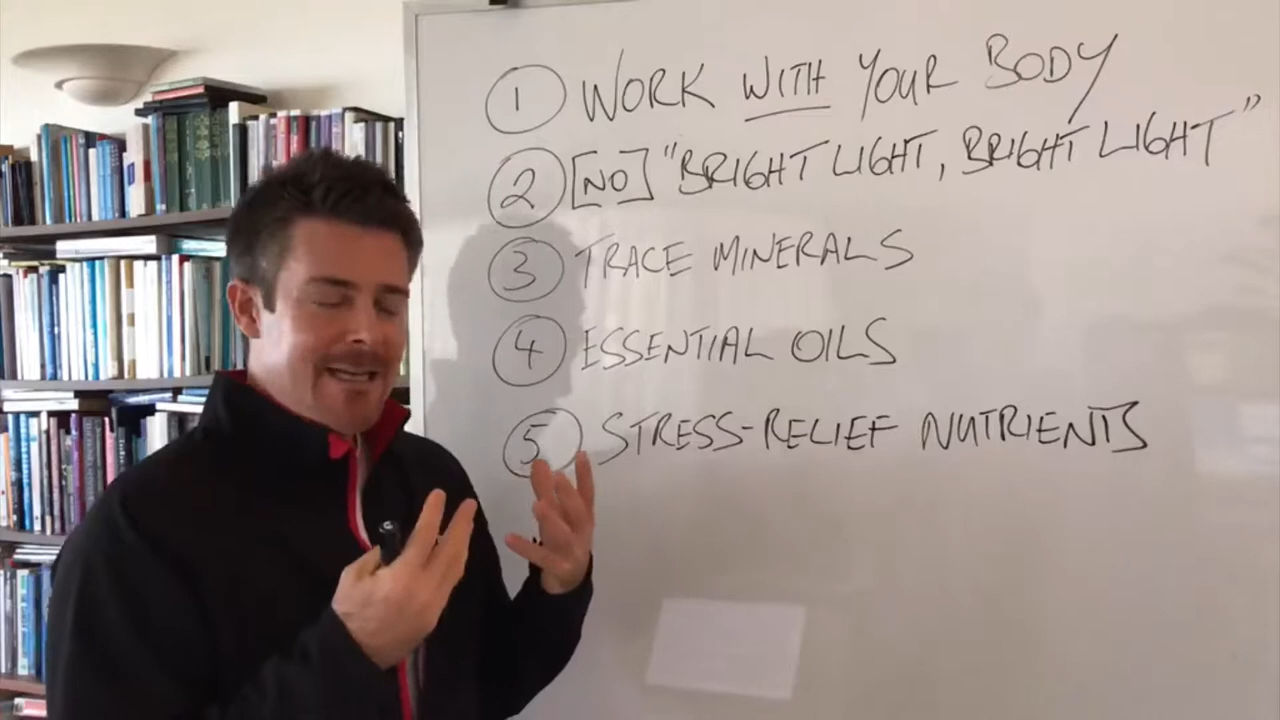 1 WORK WITH YOUR BODY
2 [NO] "BRIGHT LIGHT, BRIGHT LIGHT"
3 TRACE MINERALS
4 ESSENTIAL OILS
5 STRESS-RELIEF NUTRIENTS